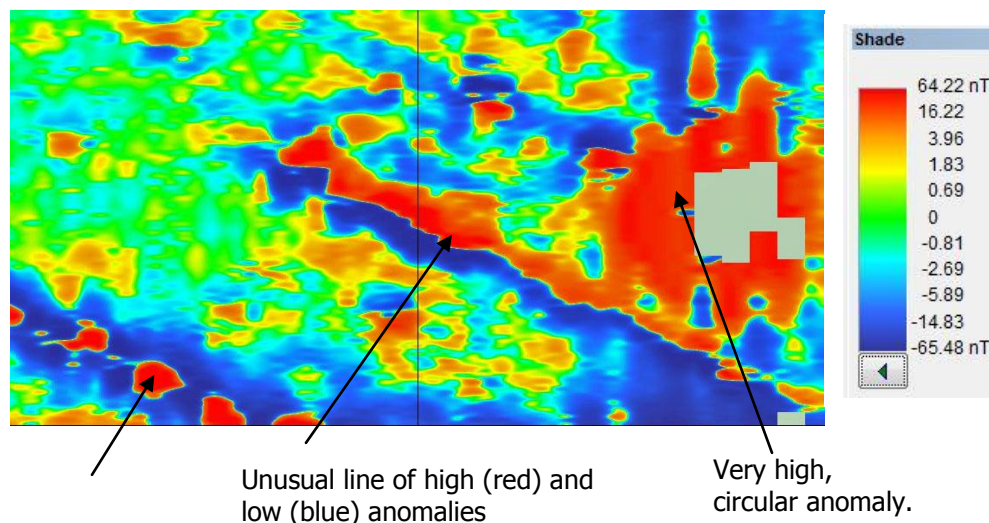 Shade
64.22 nT
16.22
3.96
1.83
0.69
0
-0.81
-2.69
-5.89
-14.83
-65.48 nT
Unusual line of high (red) and
low (blue) anomalies
Very high,
circular anomaly.